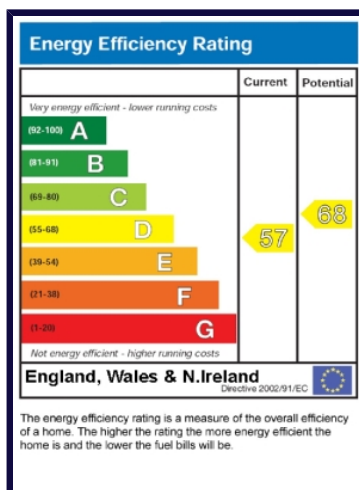 Energy Efficiency Rating
Current Potential
Very energy efficient - lower running costs
(92-100) A
(81-91) B
(69-80) C
(55-68) D
(39-54) E
(21-38) F
(1-20) G
57
68
Not energy efficient - higher running costs
England, Wales & N.Ireland
Directive 2002/91/EC
The energy efficiency rating is a measure of the overall efficiency
of a home. The higher the rating the more energy efficient the
home is and the lower the fuel bills will be.